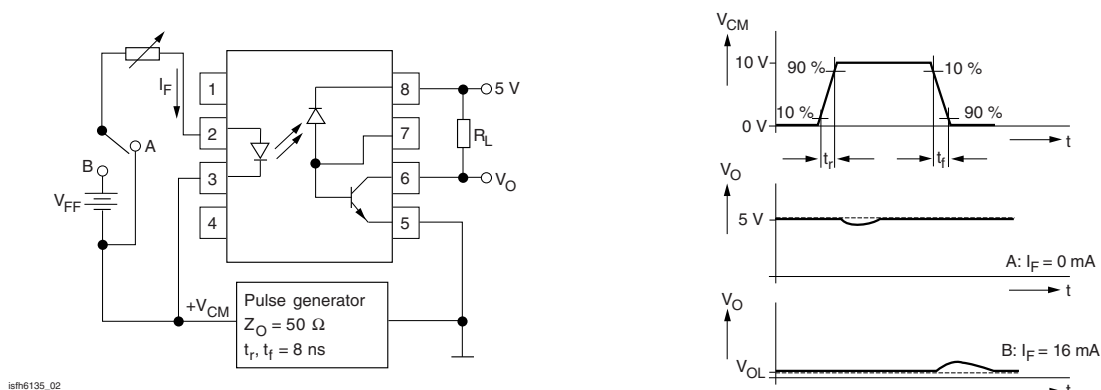 I_F
1
2
3
4
8
7
6
5
5 V
R_L
V_O
A
B
V_FF
+V_CM
Pulse generator
Z_O = 50 Ω
t_r, t_f = 8 ns
isfh6135_02
V_CM
10 V
90 %
10 %
10 %
90 %
0 V
t
t_r
t_f
V_O
5 V
A: I_F = 0 mA
t
V_O
B: I_F = 16 mA
V_OL
t